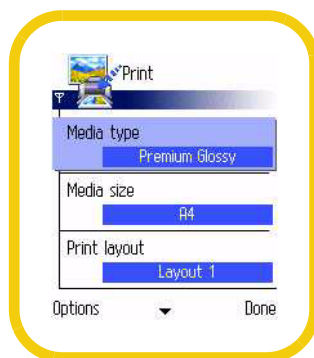 Print
Media type
Premium Glossy
Media size
A4
Print layout
Layout 1
Options Done